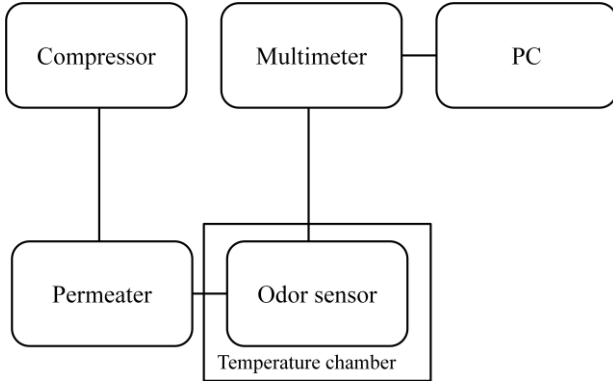 Compressor
Multimeter
PC
Permeater
Odor sensor
Temperature chamber